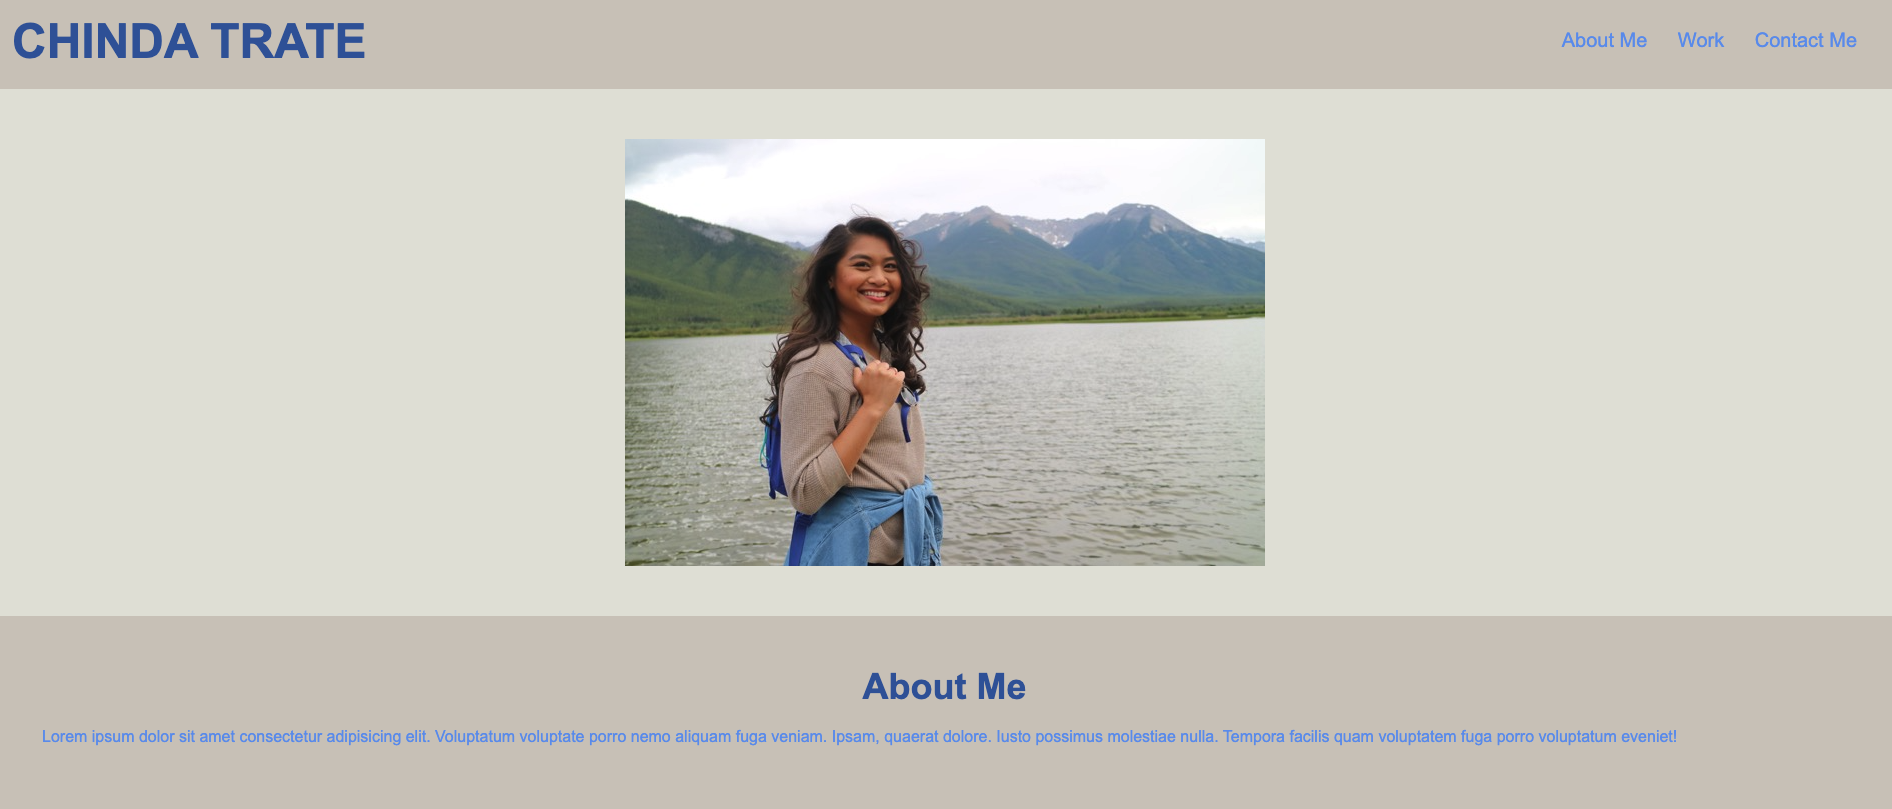 CHINDA TRATE
About Me
Work
Contact Me
About Me
Lorem ipsum dolor sit amet consectetur adipisicing elit. Voluptatum voluptate porro nemo aliquam fuga veniam. Ipsam, quaerat dolore. Iusto possimus molestiae nulla. Tempora facilis quam voluptatem fuga porro voluptatum eveniet!